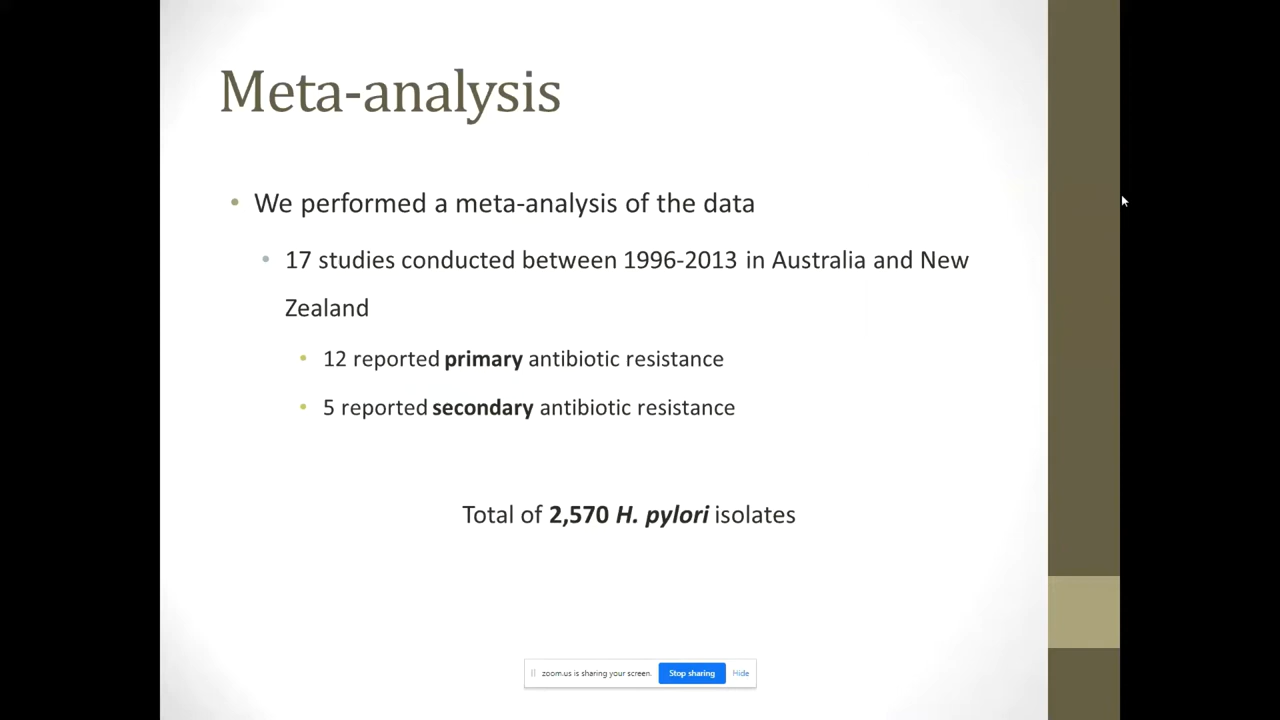 Meta-analysis
• We performed a meta-analysis of the data
• 17 studies conducted between 1996-2013 in Australia and New
Zealand
• 12 reported primary antibiotic resistance
• 5 reported secondary antibiotic resistance
Total of 2,570 H. pylori isolates
zoom.us is sharing your screen. Stop sharing Hide